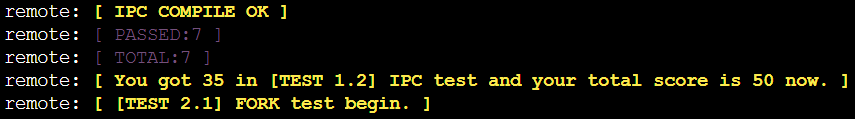 remote: [ IPC COMPILE OK ]
remote: [ PASSED:7 ]
remote: [ TOTAL:7 ]
remote: [ You got 35 in [TEST 1.2] IPC test and your total score is 50 now. ]
remote: [ [TEST 2.1] FORK test begin. ]